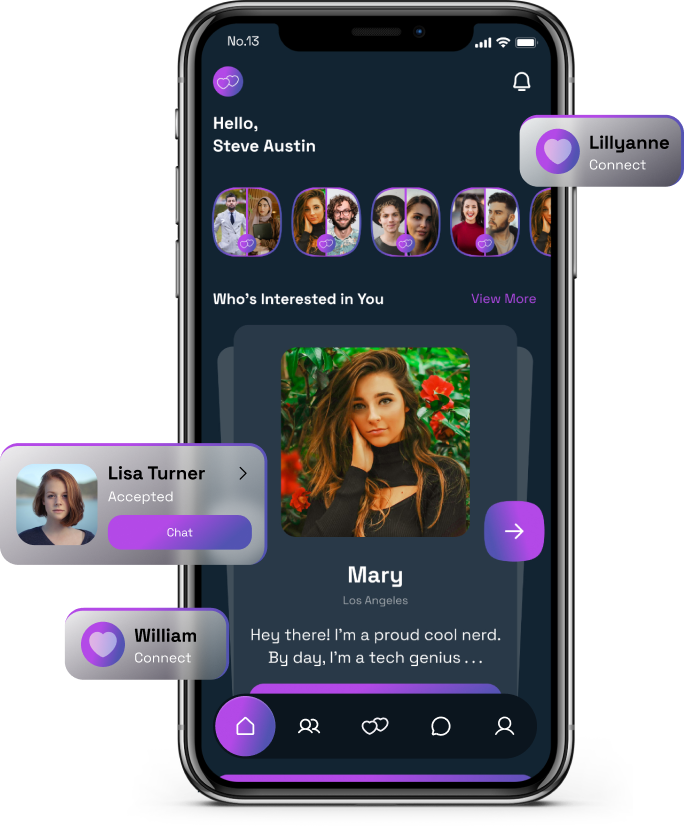 No.13
Hello,
Steve Austin
Lillyanne
Connect
Who's Interested in You
View More
Lisa Turner
Accepted
Chat
Mary
Los Angeles
William
Connect
Hey there! I'm a proud cool nerd.
By day, I'm a tech genius . . .